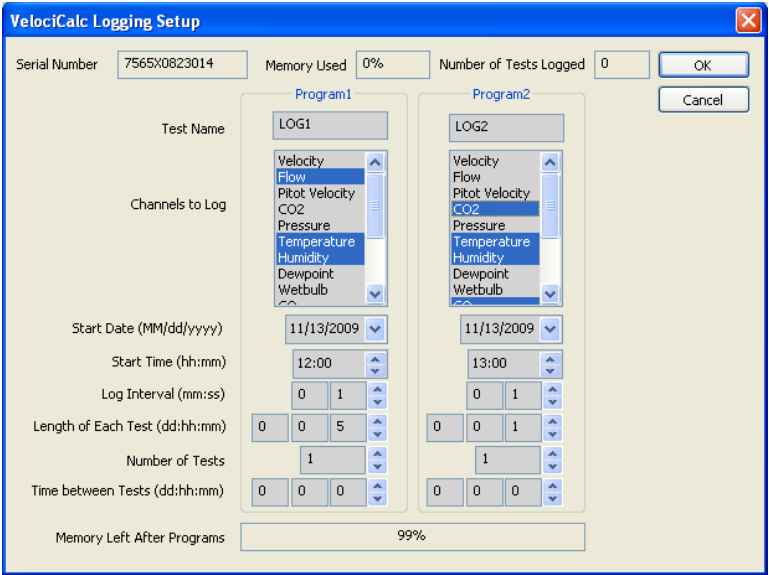 VelociCalc Logging Setup
Serial Number 7565X0823014 Memory Used 0% Number of Tests Logged 0 OK
Cancel
Program1 Program2
Test Name LOG1 LOG2
Channels to Log
Velocity Velocity
Flow Flow
Pitot Velocity Pitot Velocity
CO2 CO2
Pressure Pressure
Temperature Temperature
Humidity Humidity
Dewpoint Dewpoint
Wetbulb Wetbulb
CO CO
Start Date (MM/dd/yyyy) 11/13/2009 11/13/2009
Start Time (hh:mm) 12:00 13:00
Log Interval (mm:ss) 0 1 0 1
Length of Each Test (dd:hh:mm) 0 0 5 0 0 1
Number of Tests 1 1
Time between Tests (dd:hh:mm) 0 0 0 0 0 0
Memory Left After Programs 99%